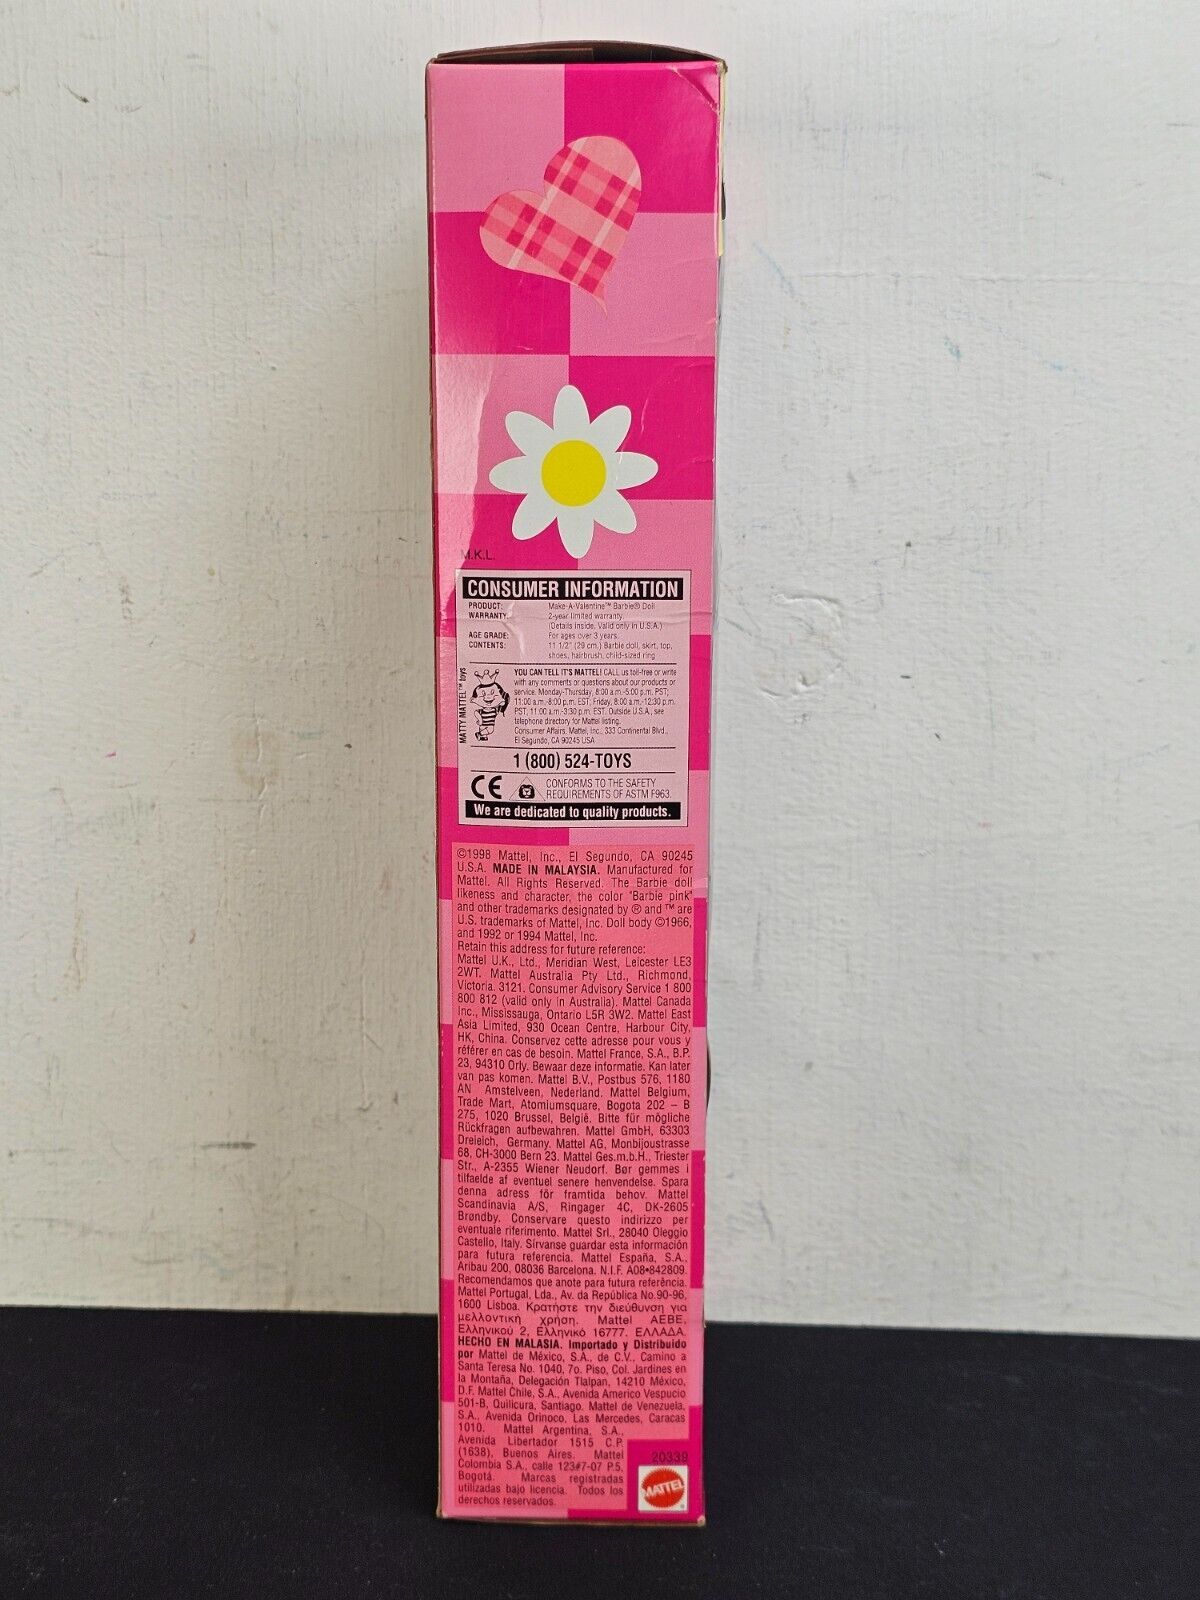 M.K.L.
CONSUMER INFORMATION
PRODUCT: Make-A-Valentine™ Barbie® Doll
WARRANTY: 2-year limited warranty.
(Details inside. Valid only in U.S.A.)
AGE GRADE: For ages over 3 years.
CONTENTS: 11 1/2" (29 cm.) Barbie doll, skirt, top,
shoes, hairbrush, child-sized ring
MATTY MATTEL™ toys
YOU CAN TELL IT'S MATTEL! CALL us toll-free or write
with any comments or questions about our products or
service. Monday-Thursday, 8:00 a.m.-5:00 p.m. PST;
11:00 a.m.-8:00 p.m. EST; Friday, 8:00 a.m.-12:30 p.m.
PST, 11:00 a.m.-3:30 p.m. EST. Outside U.S.A., see
telephone directory for Mattel listing.
Consumer Affairs, Mattel, Inc., 333 Continental Blvd.,
El Segundo, CA 90245 USA
1 (800) 524-TOYS
CE
CONFORMS TO THE SAFETY
REQUIREMENTS OF ASTM F963.
We are dedicated to quality products.
©1998 Mattel, Inc., El Segundo, CA 90245
U.S.A. MADE IN MALAYSIA. Manufactured for
Mattel. All Rights Reserved. The Barbie doll
likeness and character, the color "Barbie pink"
and other trademarks designated by ® and ™ are
U.S. trademarks of Mattel, Inc. Doll body ©1966,
and 1992 or 1994 Mattel, Inc.
Retain this address for future reference:
Mattel U.K., Ltd., Meridian West, Leicester LE3
2WT. Mattel Australia Pty Ltd., Richmond,
Victoria. 3121. Consumer Advisory Service 1 800
800 812 (valid only in Australia). Mattel Canada
Inc., Mississauga, Ontario L5R 3W2. Mattel East
Asia Limited, 930 Ocean Centre, Harbour City,
HK, China. Conservez cette adresse pour vous y
référer en cas de besoin. Mattel France, S.A., B.P.
23, 94310 Orly. Bewaar deze informatie. Kan later
van pas komen. Mattel B.V., Postbus 576, 1180
AN Amstelveen, Nederland. Mattel Belgium,
Trade Mart, Atomiumsquare, Bogota 202 – B
275, 1020 Brussel, België. Bitte für mögliche
Rückfragen aufbewahren. Mattel GmbH, 63303
Dreieich, Germany. Mattel AG, Monbijoustrasse
68, CH-3000 Bern 23. Mattel Ges.m.b.H., Triester
Str., A-2355 Wiener Neudorf. Bør gemmes i
tilfaelde af eventuel senere henvendelse. Spara
denna adress för framtida behov. Mattel
Scandinavia A/S, Ringager 4C, DK-2605
Brøndby. Conservare questo indirizzo per
eventuale riferimento. Mattel Srl., 28040 Oleggio
Castello, Italy. Sírvanse guardar esta información
para futura referencia. Mattel España, S.A.,
Aribau 200, 08036 Barcelona. N.I.F. A08•842809.
Recomendamos que anote para futura referência.
Mattel Portugal, Lda., Av. da República No.90-96,
1600 Lisboa. Κρατήστε την διεύθυνση για
μελλοντική χρήση. Mattel AEBE,
Ελληνικού 2, Ελληνικό 16777. ΕΛΛΑΔΑ.
HECHO EN MALASIA. Importado y Distribuido
por Mattel de México, S.A., de C.V., Camino a
Santa Teresa No. 1040, 7o. Piso, Col. Jardines en
la Montaña, Delegación Tlalpan, 14210 México,
D.F. Mattel Chile, S.A., Avenida Americo Vespucio
501-B, Quilicura, Santiago. Mattel de Venezuela,
S.A., Avenida Orinoco, Las Mercedes, Caracas
1010. Mattel Argentina, S.A.,
Avenida Libertador 1515 C.P.
(1638), Buenos Aires. Mattel
Colombia S.A., calle 123#7-07 P.5,
Bogotá. Marcas registradas
utilizadas bajo licencia. Todos los
derechos reservados.
20339
MATTEL